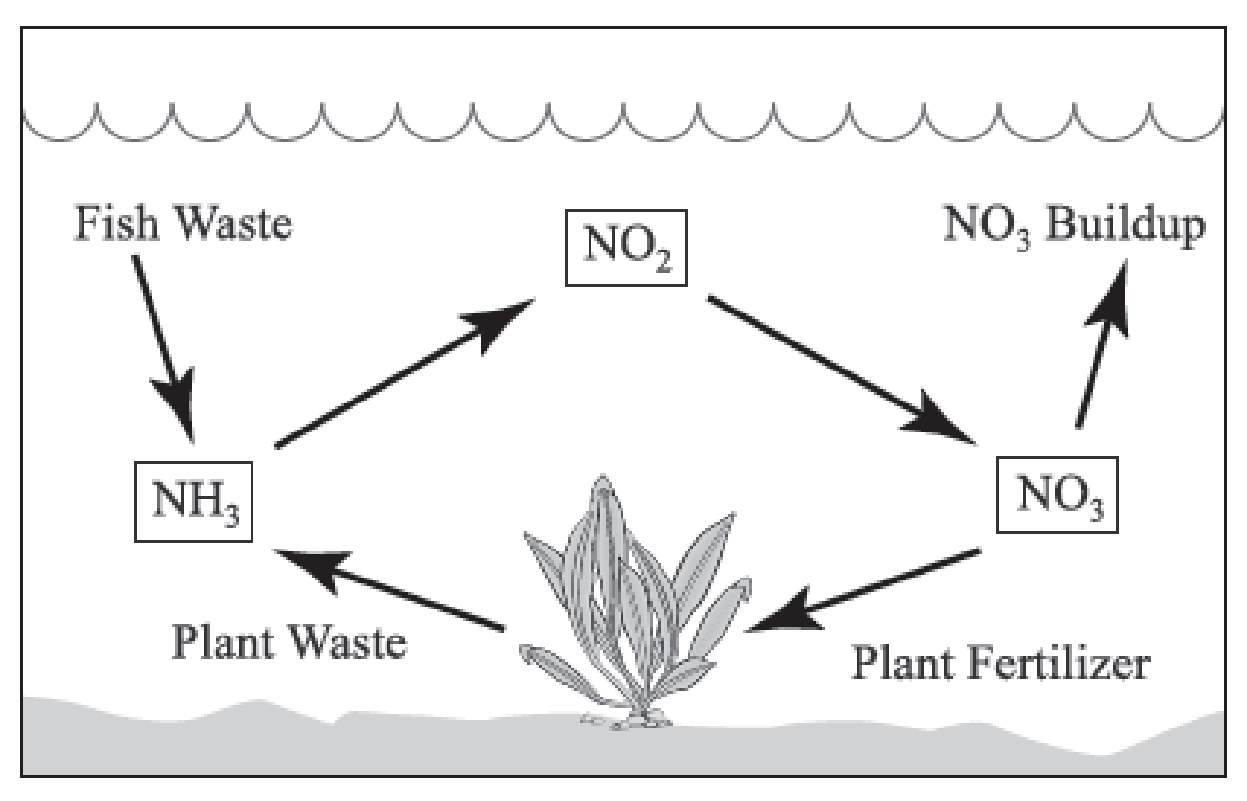 Fish Waste
NO₂
NO₃ Buildup
NH₃
NO₃
Plant Waste
Plant Fertilizer